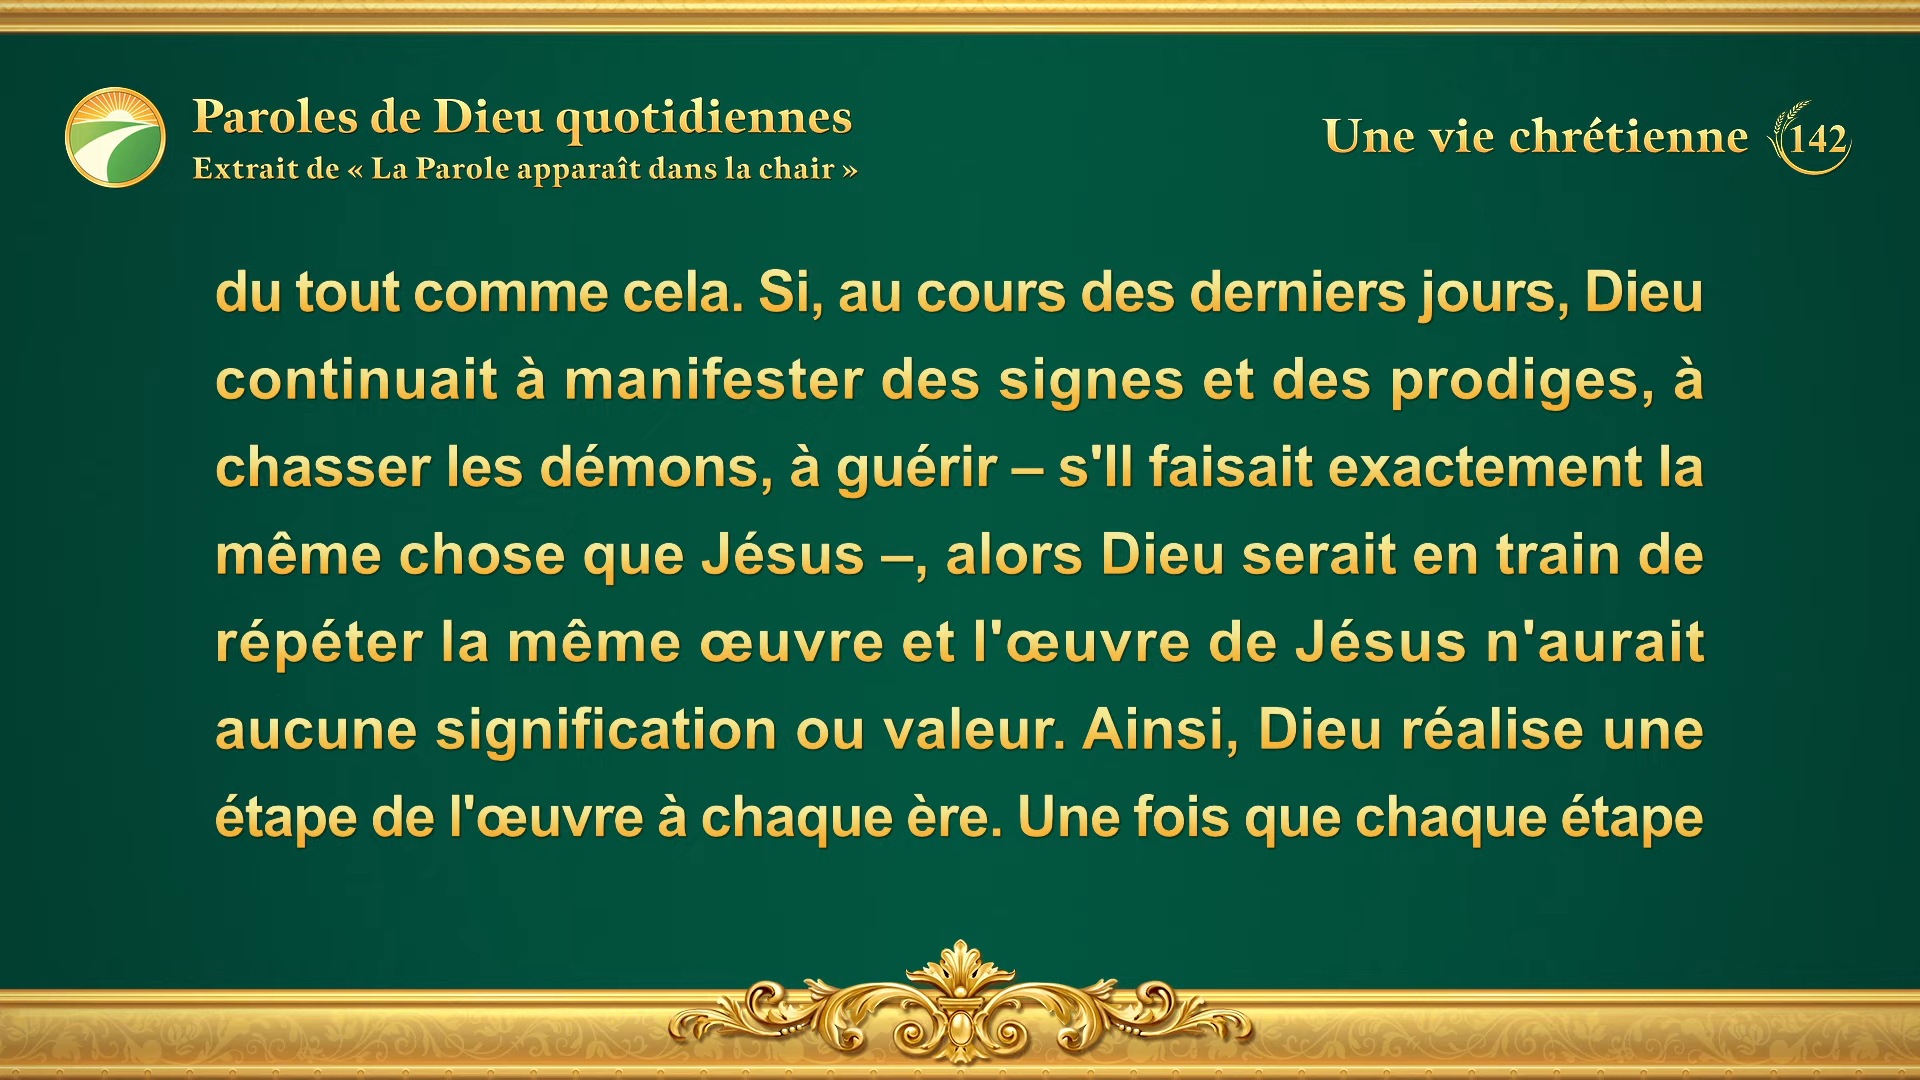 Paroles de Dieu quotidiennes
Extrait de « La Parole apparaît dans la chair »
Une vie chrétienne 142
du tout comme cela. Si, au cours des derniers jours, Dieu
continuait à manifester des signes et des prodiges, à
chasser les démons, à guérir – s'Il faisait exactement la
même chose que Jésus –, alors Dieu serait en train de
répéter la même œuvre et l'œuvre de Jésus n'aurait
aucune signification ou valeur. Ainsi, Dieu réalise une
étape de l'œuvre à chaque ère. Une fois que chaque étape